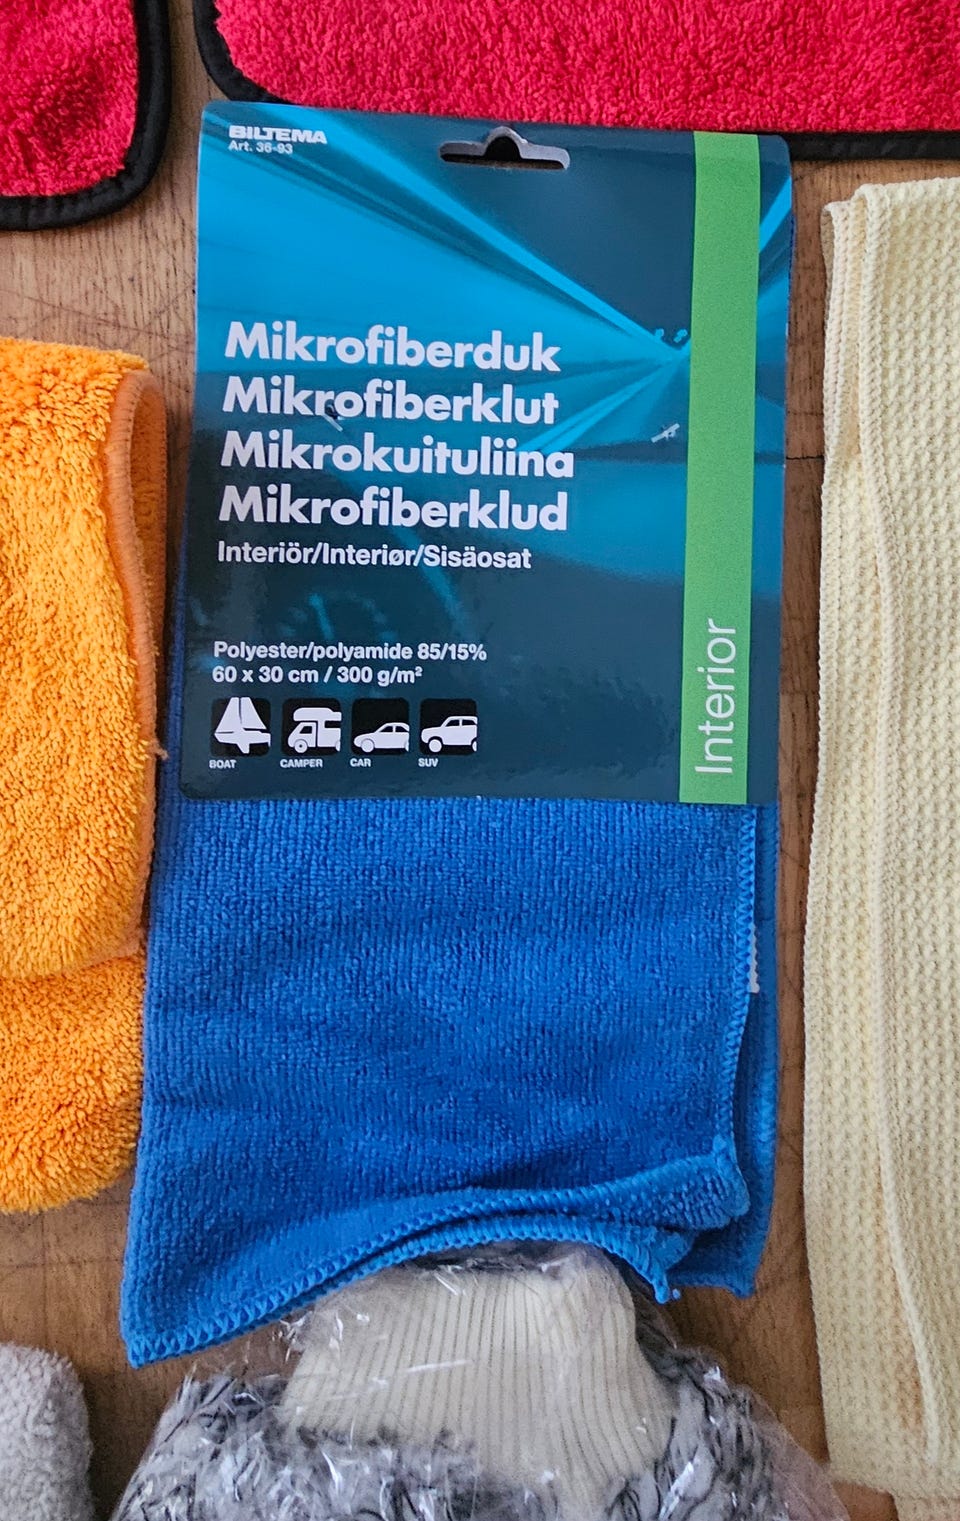 BILTEMA
Art. 36-93
Mikrofiberduk
Mikrofiberklut
Mikrokuituliina
Mikrofiberklud
Interiör/Interiør/Sisäosat
Polyester/polyamide 85/15%
60 x 30 cm / 300 g/m²
BOAT CAMPER CAR SUV
Interior